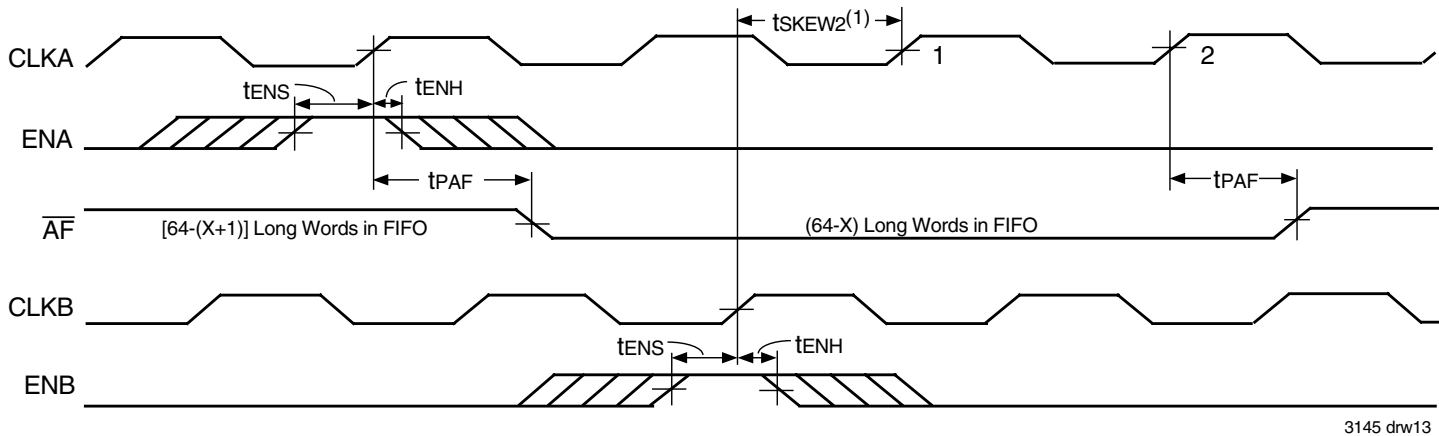 tSKEW2(1)
CLKA
1
2
tENS
tENH
ENA
tPAF
tPAF
AF
[64-(X+1)] Long Words in FIFO
(64-X) Long Words in FIFO
CLKB
tENS
tENH
ENB
3145 drw13